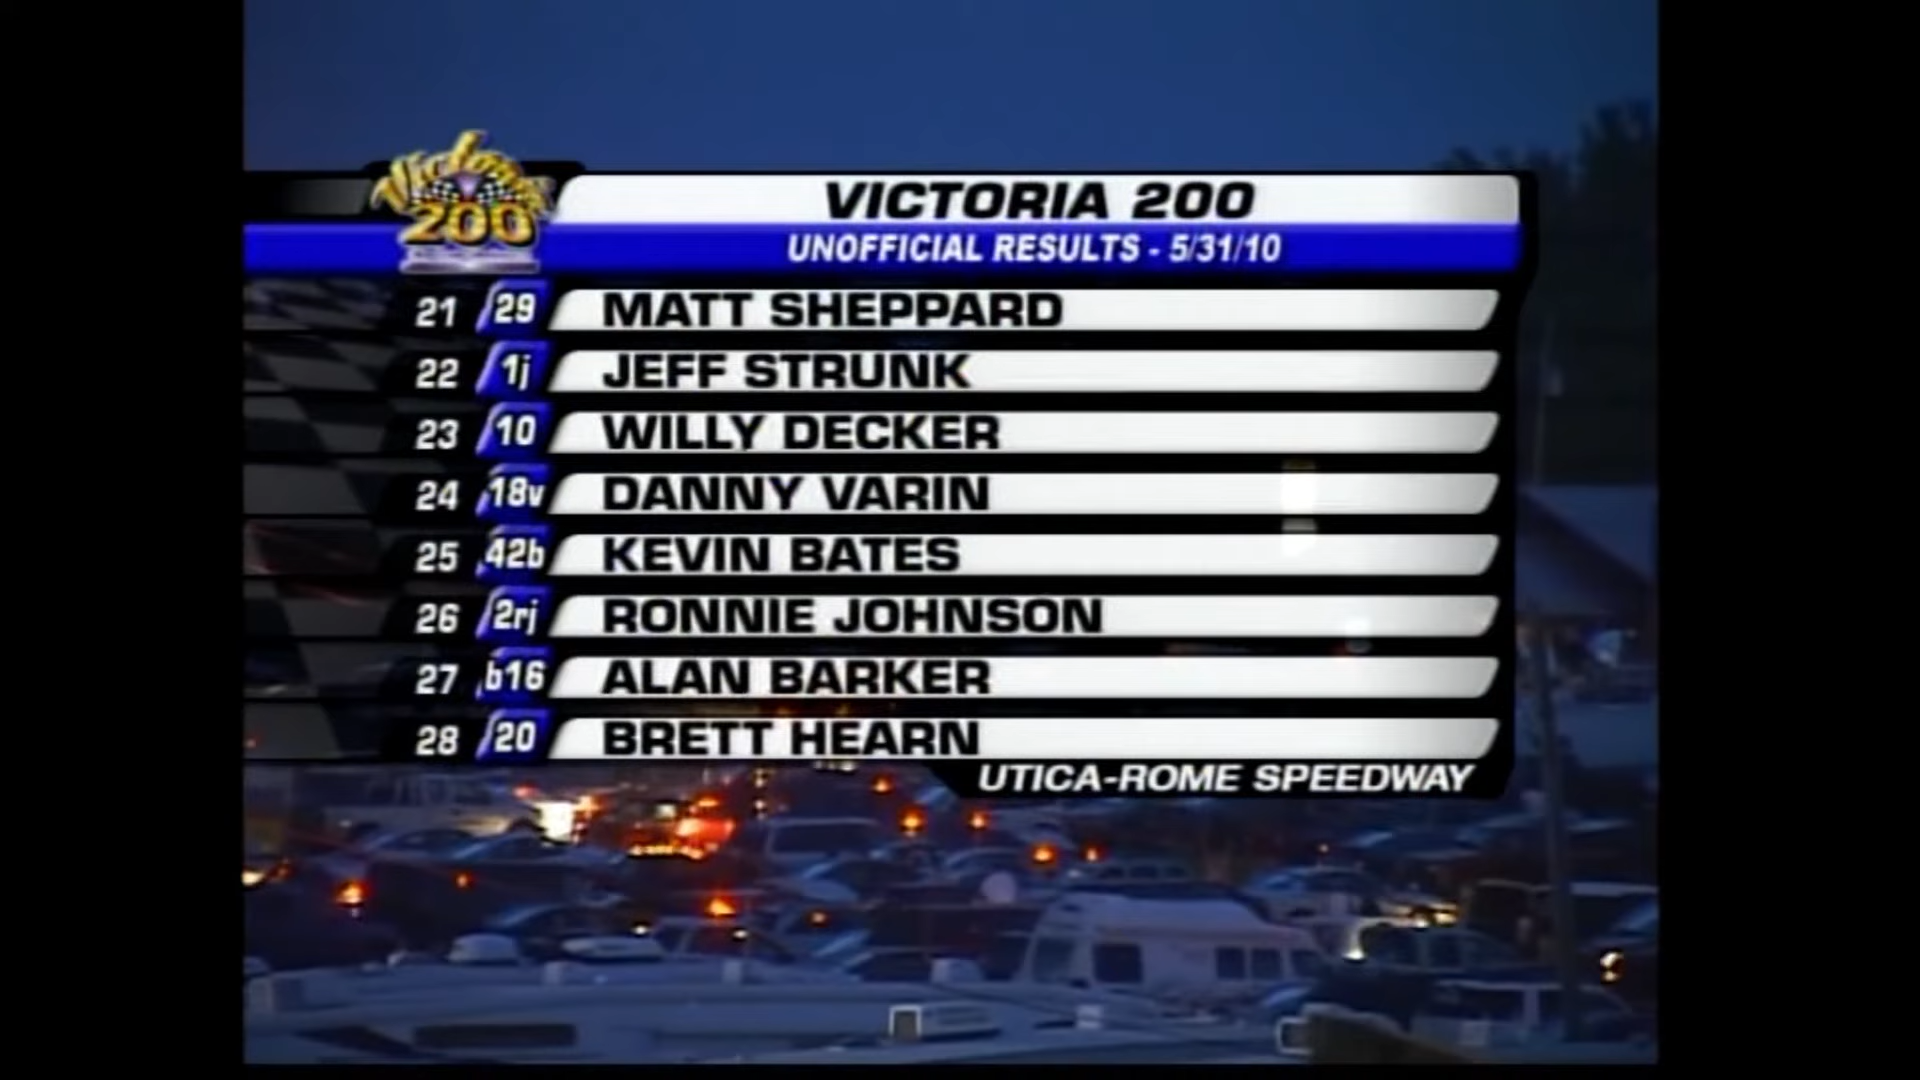 Victoria
200
VICTORIA 200
UNOFFICIAL RESULTS - 5/31/10
21 29 MATT SHEPPARD
22 1j JEFF STRUNK
23 10 WILLY DECKER
24 18v DANNY VARIN
25 42b KEVIN BATES
26 2rj RONNIE JOHNSON
27 b16 ALAN BARKER
28 20 BRETT HEARN
UTICA-ROME SPEEDWAY